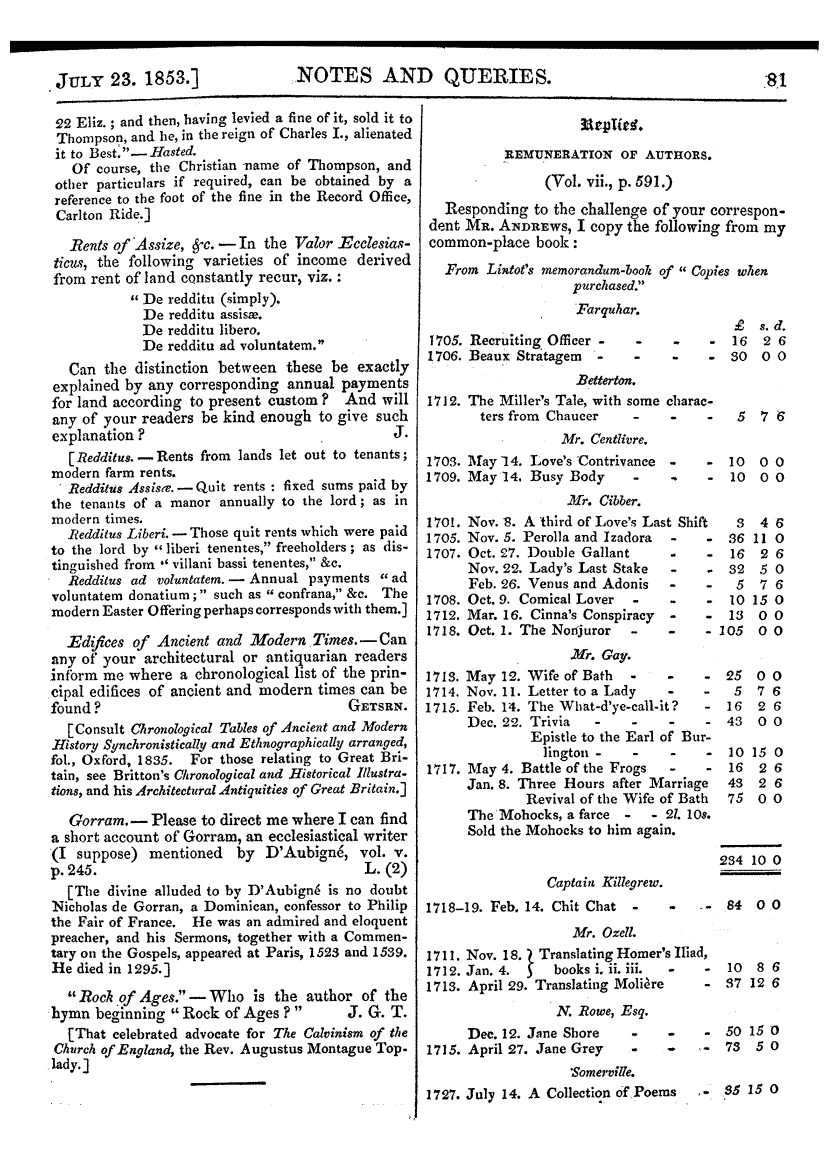 JULY 23. 1853.] NOTES AND QUERIES. 81
22 Eliz.; and then, having levied a fine of it, sold it to
Thompson, and he, in the reign of Charles I., alienated
it to Best."—Hasted.
Of course, the Christian name of Thompson, and
other particulars if required, can be obtained by a
reference to the foot of the fine in the Record Office,
Carlton Ride.]
Rents of Assize, &c.—In the Valor Ecclesias-
ticus, the following varieties of income derived
from rent of land constantly recur, viz.:
"De redditu (simply).
De redditu assisæ.
De redditu libero.
De redditu ad voluntatem."
Can the distinction between these be exactly
explained by any corresponding annual payments
for land according to present custom? And will
any of your readers be kind enough to give such
explanation? J.
[Redditus.—Rents from lands let out to tenants;
modern farm rents.
Redditus Assisæ.—Quit rents: fixed sums paid by
the tenants of a manor annually to the lord; as in
modern times.
Redditus Liberi.—Those quit rents which were paid
to the lord by "liberi tenentes," freeholders; as dis-
tinguished from "villani bassi tenentes," &c.
Redditus ad voluntatem.—Annual payments "ad
voluntatem donatium;" such as "confrana," &c. The
modern Easter Offering perhaps corresponds with them.]
Edifices of Ancient and Modern Times.—Can
any of your architectural or antiquarian readers
inform me where a chronological list of the prin-
cipal edifices of ancient and modern times can be
found? GETSRN.
[Consult Chronological Tables of Ancient and Modern
History Synchronistically and Ethnographically arranged,
fol., Oxford, 1835. For those relating to Great Bri-
tain, see Britton's Chronological and Historical Illustra-
tions, and his Architectural Antiquities of Great Britain.]
Gorram.—Please to direct me where I can find
a short account of Gorram, an ecclesiastical writer
(I suppose) mentioned by D'Aubigné, vol. v.
p. 245. L. (2)
[The divine alluded to by D'Aubigné is no doubt
Nicholas de Gorran, a Dominican, confessor to Philip
the Fair of France. He was an admired and eloquent
preacher, and his Sermons, together with a Commen-
tary on the Gospels, appeared at Paris, 1523 and 1539.
He died in 1295.]
"Rock of Ages."—Who is the author of the
hymn beginning "Rock of Ages?" J. G. T.
[That celebrated advocate for The Calvinism of the
Church of England, the Rev. Augustus Montague Top-
lady.]
Replies.
REMUNERATION OF AUTHORS.
(Vol. vii., p. 591.)
Responding to the challenge of your correspon-
dent MR. ANDREWS, I copy the following from my
common-place book:
From Lintot's memorandum-book of "Copies when
purchased."
Farquhar.
£ s. d.
1705. Recruiting Officer - - - - 16 2 6
1706. Beaux Stratagem - - - - 30 0 0
Betterton.
1712. The Miller's Tale, with some charac-
ters from Chaucer - - - 5 7 6
Mr. Centlivre.
1703. May 14. Love's Contrivance - - 10 0 0
1709. May 14. Busy Body - - - 10 0 0
Mr. Cibber.
1701. Nov. 8. A third of Love's Last Shift 3 4 6
1705. Nov. 5. Perolla and Izadora - - 36 11 0
1707. Oct. 27. Double Gallant - - 16 2 6
Nov. 22. Lady's Last Stake - - 32 5 0
Feb. 26. Venus and Adonis - - 5 7 6
1708. Oct. 9. Comical Lover - - - 10 15 0
1712. Mar. 16. Cinna's Conspiracy - - 13 0 0
1718. Oct. 1. The Nonjuror - - - 105 0 0
Mr. Gay.
1713. May 12. Wife of Bath - - - 25 0 0
1714. Nov. 11. Letter to a Lady - - 5 7 6
1715. Feb. 14. The What-d'ye-call-it? - 16 2 6
Dec. 22. Trivia - - - - 43 0 0
Epistle to the Earl of Bur-
lington - - - - 10 15 0
1717. May 4. Battle of the Frogs - - 16 2 6
Jan. 8. Three Hours after Marriage 43 2 6
Revival of the Wife of Bath 75 0 0
The Mohocks, a farce - - 2l. 10s.
Sold the Mohocks to him again.
234 10 0
Captain Killegrew.
1718-19. Feb. 14. Chit Chat - - - 84 0 0
Mr. Ozell.
1711. Nov. 18. } Translating Homer's Iliad,
1712. Jan. 4. } books i. ii. iii. - - 10 8 6
1713. April 29. Translating Molière - 37 12 6
N. Rowe, Esq.
Dec. 12. Jane Shore - - - 50 15 0
1715. April 27. Jane Grey - - - 73 5 0
Somerville.
1727. July 14. A Collection of Poems - 35 15 0